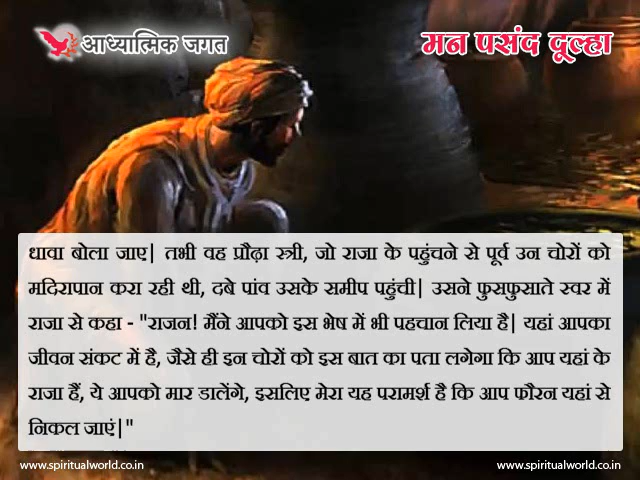 आध्यात्मिक जगत
मन पसंद दूल्हा
धावा बोला जाए| तभी वह प्रौढ़ा स्त्री, जो राजा के पहुंचने से पूर्व उन चोरों को
मदिरापान करा रही थी, दबे पांव उसके समीप पहुंची| उसने फुसफुसाते स्वर में
राजा से कहा - "राजन! मैंने आपको इस भेष में भी पहचान लिया है| यहां आपका
जीवन संकट में है, जैसे ही इन चोरों को इस बात का पता लगेगा कि आप यहां के
राजा हैं, ये आपको मार डालेंगे, इसलिए मेरा यह परामर्श है कि आप फ़ौरन यहां से
निकल जाएं|"
www.spiritualworld.co.in
www.spiritualworld.co.in